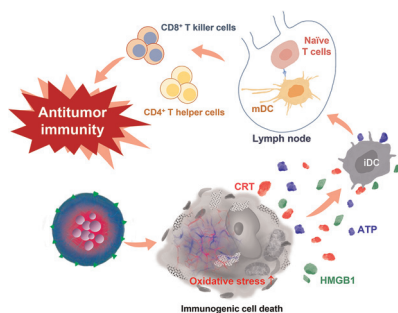 CD8⁺ T killer cells
Naïve
T cells
mDC
Antitumor
immunity
CD4⁺ T helper cells
Lymph node
iDC
CRT
ATP
Oxidative stress ↑
HMGB1
Immunogenic cell death